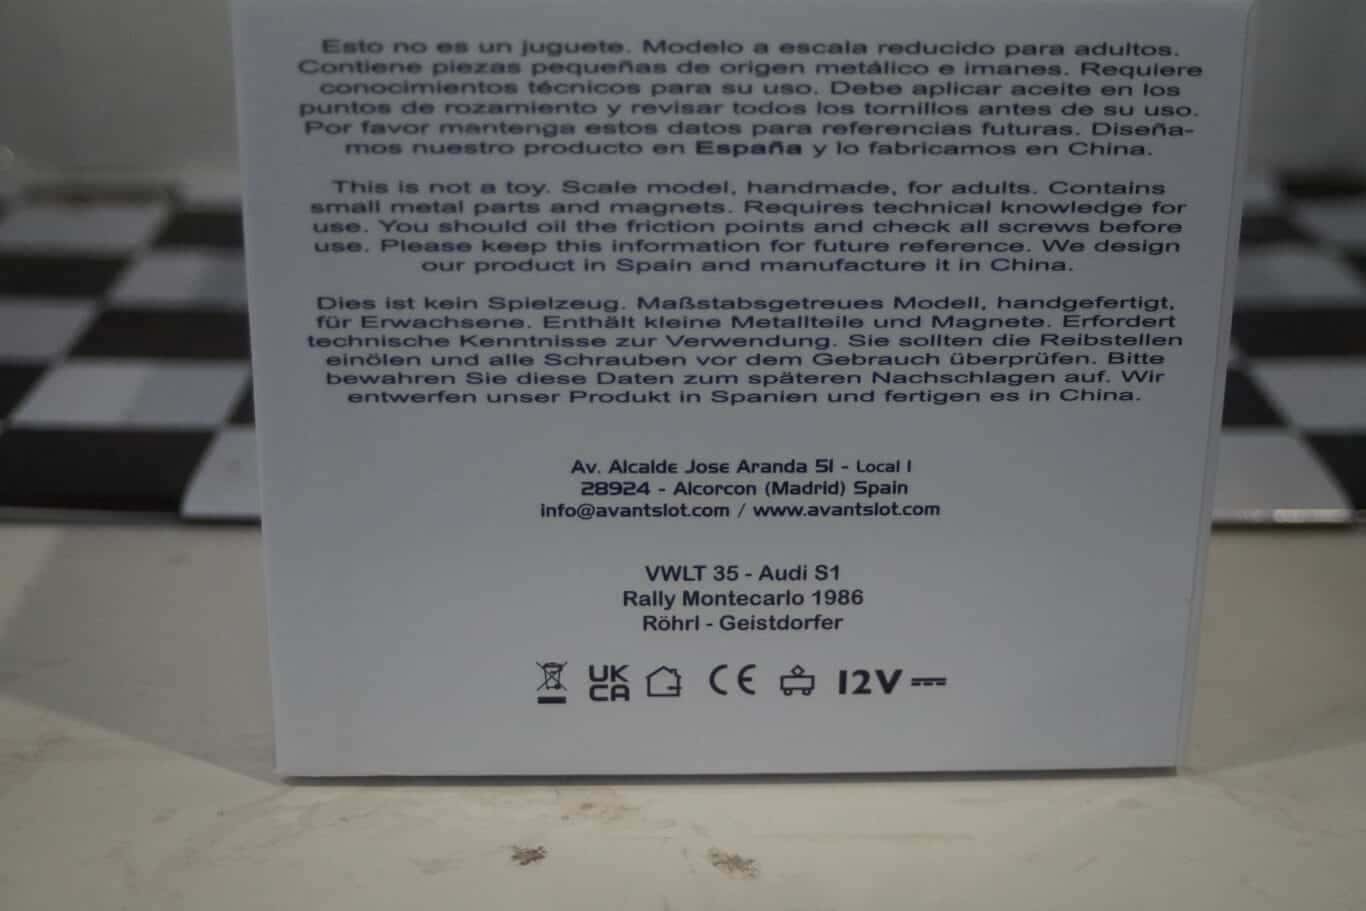 Esto no es un juguete. Modelo a escala reducido para adultos.
Contiene piezas pequeñas de origen metálico e imanes. Requiere
conocimientos técnicos para su uso. Debe aplicar aceite en los
puntos de rozamiento y revisar todos los tornillos antes de su uso.
Por favor mantenga estos datos para referencias futuras. Diseña-
mos nuestro producto en España y lo fabricamos en China.
This is not a toy. Scale model, handmade, for adults. Contains
small metal parts and magnets. Requires technical knowledge for
use. You should oil the friction points and check all screws before
use. Please keep this information for future reference. We design
our product in Spain and manufacture it in China.
Dies ist kein Spielzeug. Maßstabsgetreues Modell, handgefertigt,
für Erwachsene. Enthält kleine Metallteile und Magnete. Erfordert
technische Kenntnisse zur Verwendung. Sie sollten die Reibstellen
einölen und alle Schrauben vor dem Gebrauch überprüfen. Bitte
bewahren Sie diese Daten zum späteren Nachschlagen auf. Wir
entwerfen unser Produkt in Spanien und fertigen es in China.
Av. Alcalde Jose Aranda 51 - Local 1
28924 - Alcorcon (Madrid) Spain
info@avantslot.com / www.avantslot.com
VWLT 35 - Audi S1
Rally Montecarlo 1986
Röhrl - Geistdorfer
UK CA CE 12V